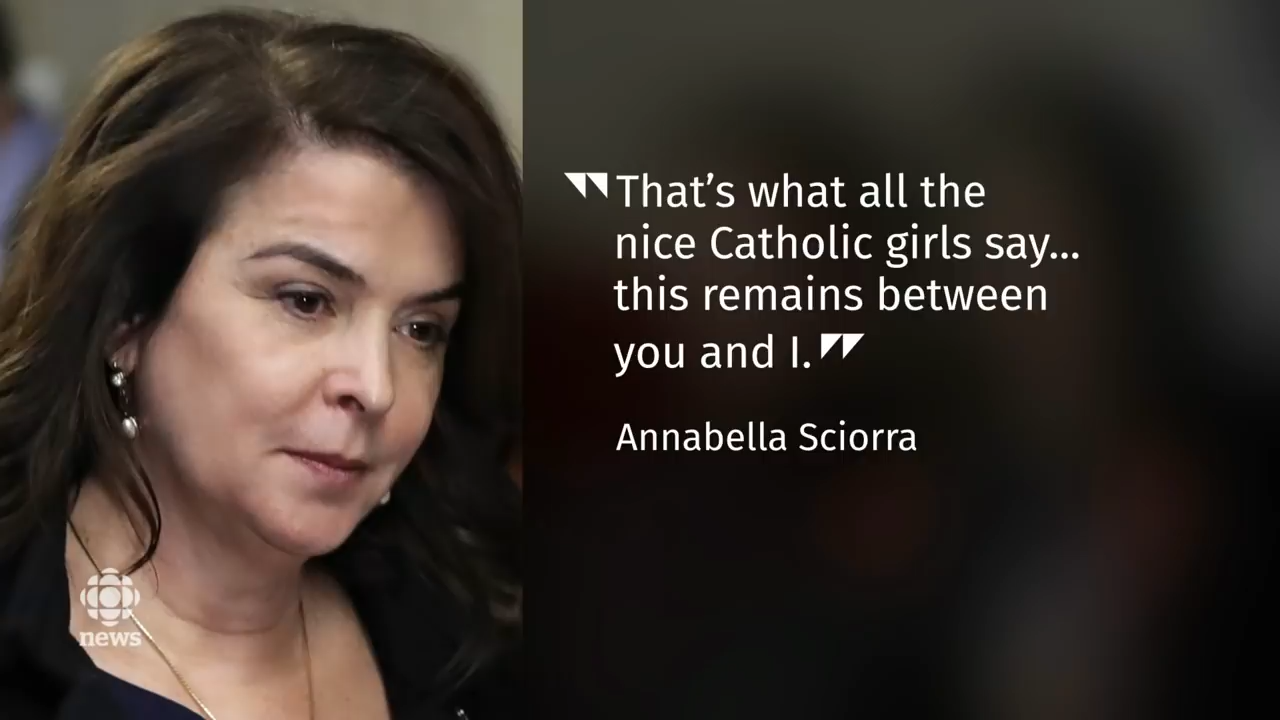 "That's what all the
nice Catholic girls say...
this remains between
you and I."
Annabella Sciorra
news